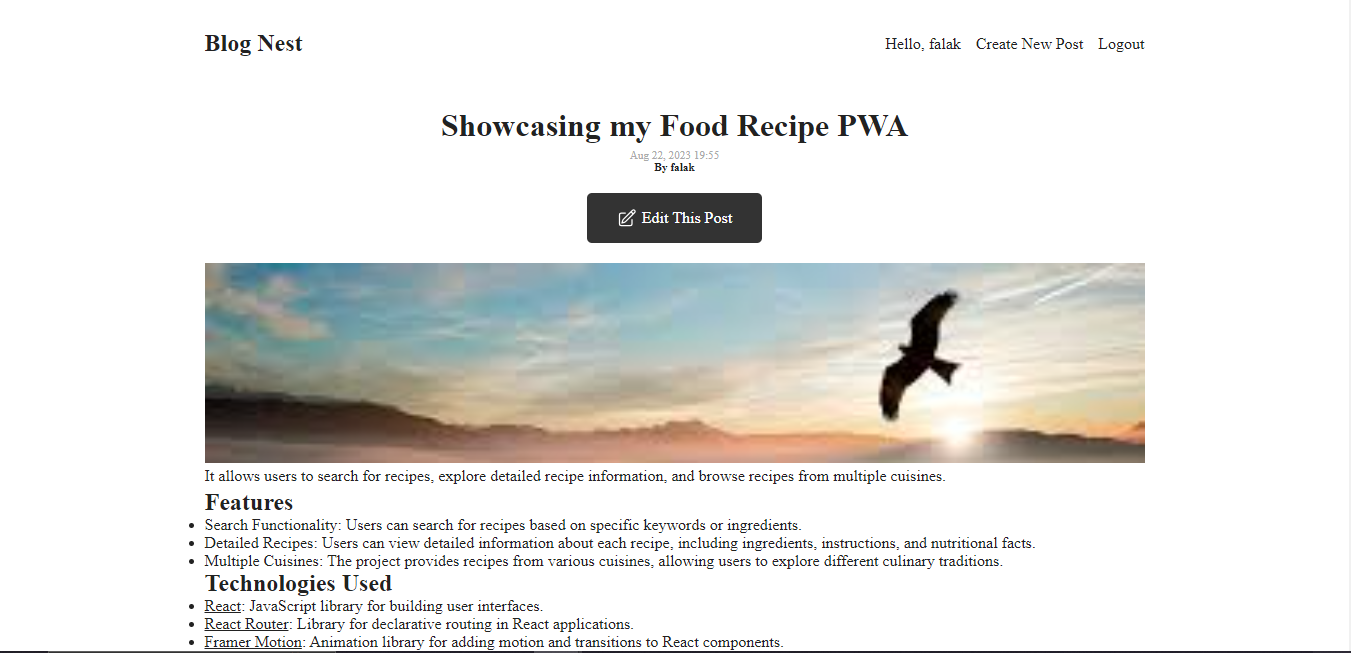 Blog Nest
Hello, falak Create New Post Logout
Showcasing my Food Recipe PWA
Aug 22, 2023 19:55
By falak
Edit This Post
It allows users to search for recipes, explore detailed recipe information, and browse recipes from multiple cuisines.
Features
Search Functionality: Users can search for recipes based on specific keywords or ingredients.
Detailed Recipes: Users can view detailed information about each recipe, including ingredients, instructions, and nutritional facts.
Multiple Cuisines: The project provides recipes from various cuisines, allowing users to explore different culinary traditions.
Technologies Used
React: JavaScript library for building user interfaces.
React Router: Library for declarative routing in React applications.
Framer Motion: Animation library for adding motion and transitions to React components.